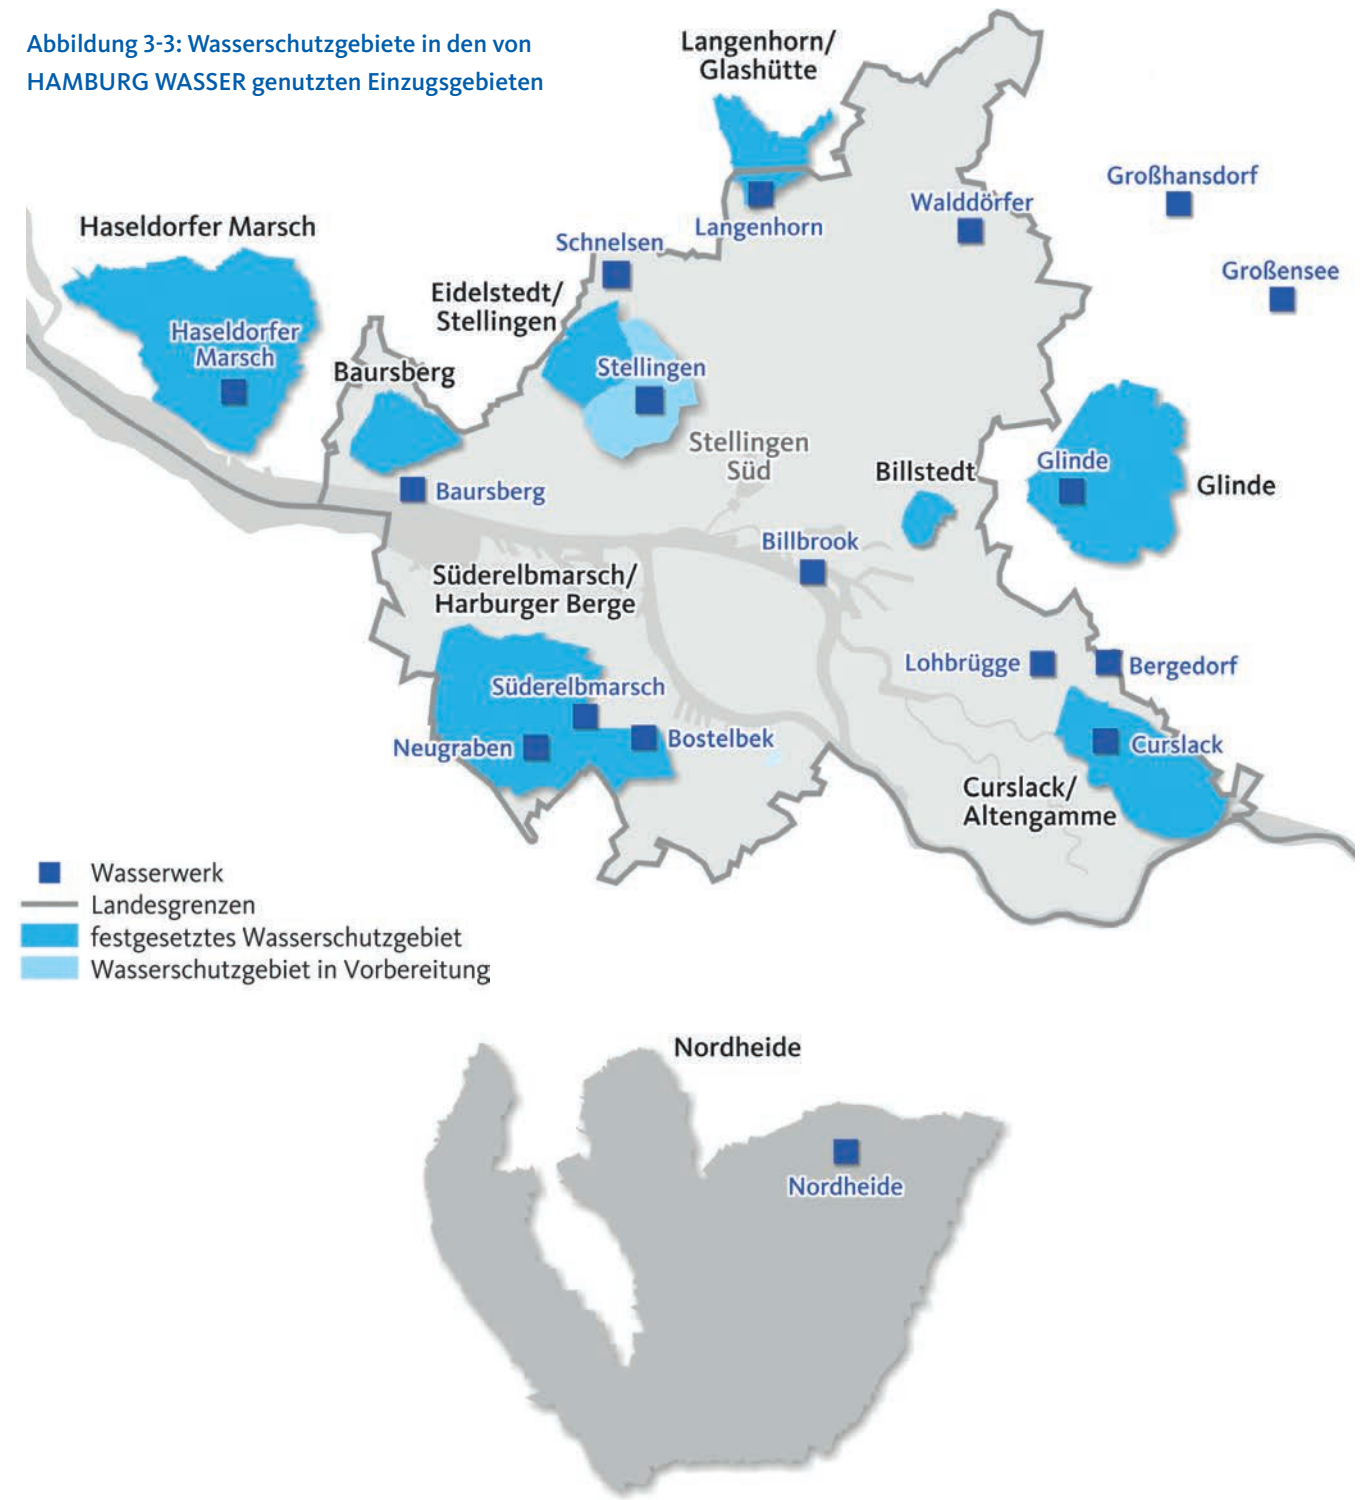 Abbildung 3-3: Wasserschutzgebiete in den von
HAMBURG WASSER genutzten Einzugsgebieten
Langenhorn/
Glashütte
Großhansdorf
Walddörfer
Haseldorfer Marsch
Langenhorn
Schnelsen
Großensee
Eidelstedt/
Stellingen
Haseldorfer
Marsch
Baursberg
Stellingen
Stellingen
Süd
Billstedt
Glinde
Glinde
Baursberg
Billbrook
Süderelbmarsch/
Harburger Berge
Lohbrügge
Bergedorf
Süderelbmarsch
Neugraben
Bostelbek
Curslack
Curslack/
Altengamme
Wasserwerk
Landesgrenzen
festgesetztes Wasserschutzgebiet
Wasserschutzgebiet in Vorbereitung
Nordheide
Nordheide